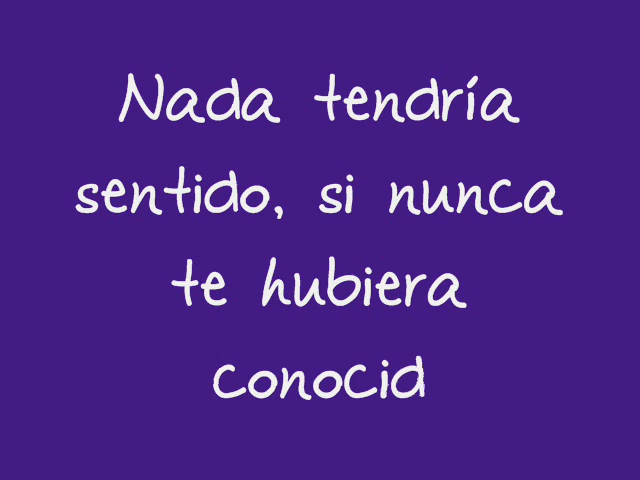 Nada tendría
sentido, si nunca
te hubiera
conocid